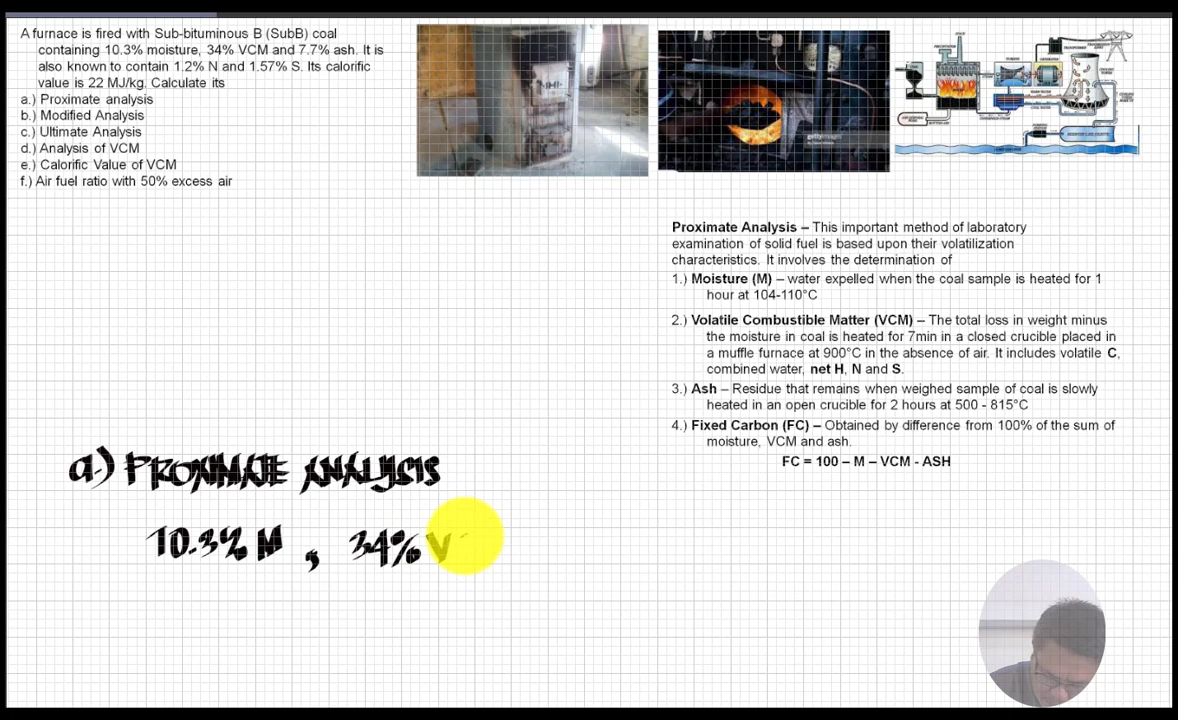 A furnace is fired with Sub-bituminous B (SubB) coal
containing 10.3% moisture, 34% VCM and 7.7% ash. It is
also known to contain 1.2% N and 1.57% S. Its calorific
value is 22 MJ/kg. Calculate its
a.) Proximate analysis
b.) Modified Analysis
c.) Ultimate Analysis
d.) Analysis of VCM
e.) Calorific Value of VCM
f.) Air fuel ratio with 50% excess air
gettyimages
Proximate Analysis – This important method of laboratory
examination of solid fuel is based upon their volatilization
characteristics. It involves the determination of
1.) Moisture (M) – water expelled when the coal sample is heated for 1
hour at 104-110°C
2.) Volatile Combustible Matter (VCM) – The total loss in weight minus
the moisture in coal is heated for 7min in a closed crucible placed in
a muffle furnace at 900°C in the absence of air. It includes volatile C,
combined water, net H, N and S.
3.) Ash – Residue that remains when weighed sample of coal is slowly
heated in an open crucible for 2 hours at 500 - 815°C
4.) Fixed Carbon (FC) – Obtained by difference from 100% of the sum of
moisture, VCM and ash.
FC = 100 – M – VCM - ASH
a.) PROXIMATE ANALYSIS
10.3% M , 34% V